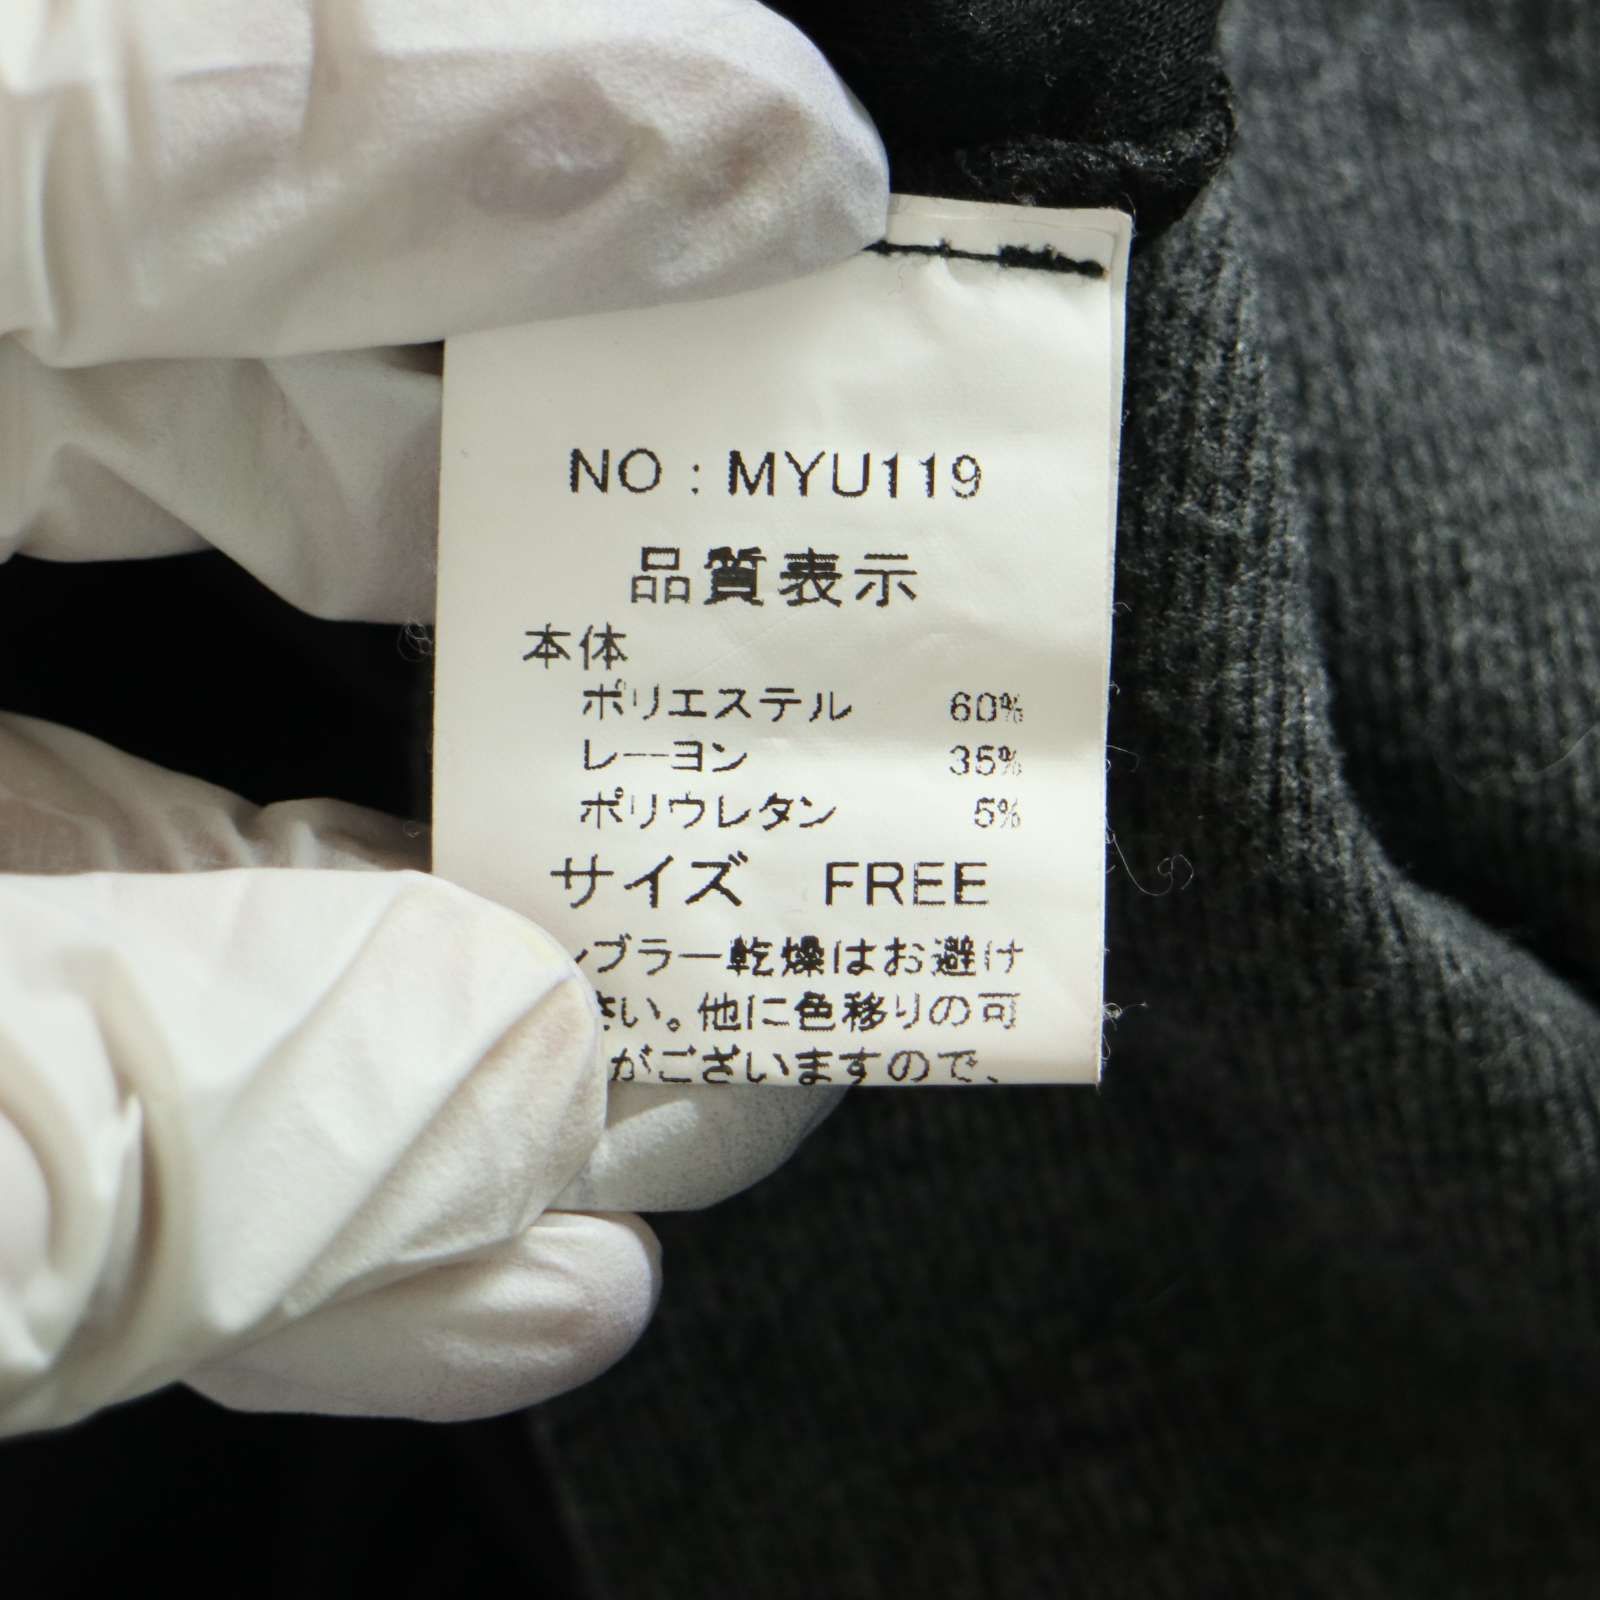 NO : MYU119
品質表示
本体
ポリエステル 60%
レーヨン 35%
ポリウレタン 5%
サイズ FREE
ンブラー乾燥はお避け
さい。他に色移りの可
がございますので、